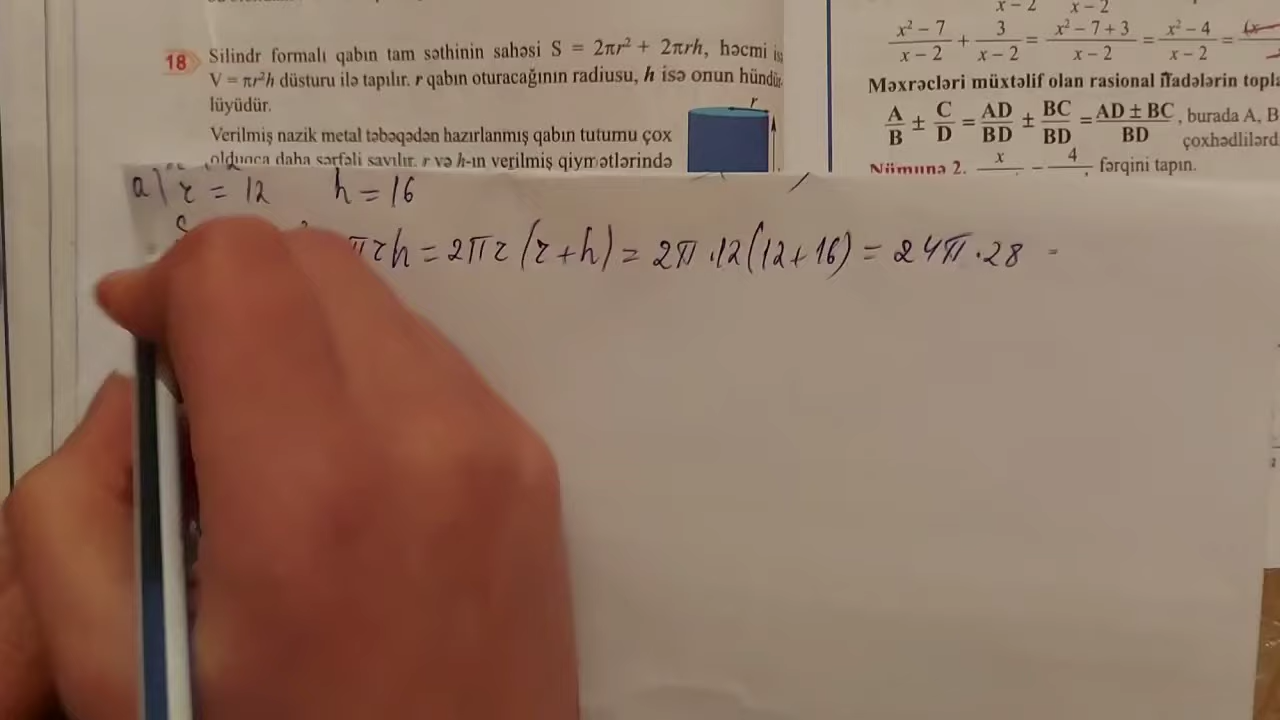 18 Silindr formalı qabın tam səthinin sahəsi S = 2πr² + 2πrh, həcmi
V = πr²h düsturu ilə tapılır. r qabın oturacağının radiusu, h isə onun hündür-
lüyüdür.
Verilmiş nazik metal təbəqədən hazırlanmış qabın tutumu çox
olduqca daha sərfəli sayılır. r və h-ın verilmiş qiymətlərində
r
x − 2 x − 2
x² − 7 / x − 2 + 3 / x − 2 = x² − 7 + 3 / x − 2 = x² − 4 / x − 2 =
Məxrəcləri müxtəlif olan rasional ifadələrin topla
A/B ± C/D = AD/BD ± BC/BD = AD ± BC/BD , burada A, B
çoxhədlilərd
Nümunə 2. x − 4 fərqini tapın.
a) r = 12 h = 16
πrh = 2πr (r + h) = 2π · 12 (12 + 16) = 24π · 28 =